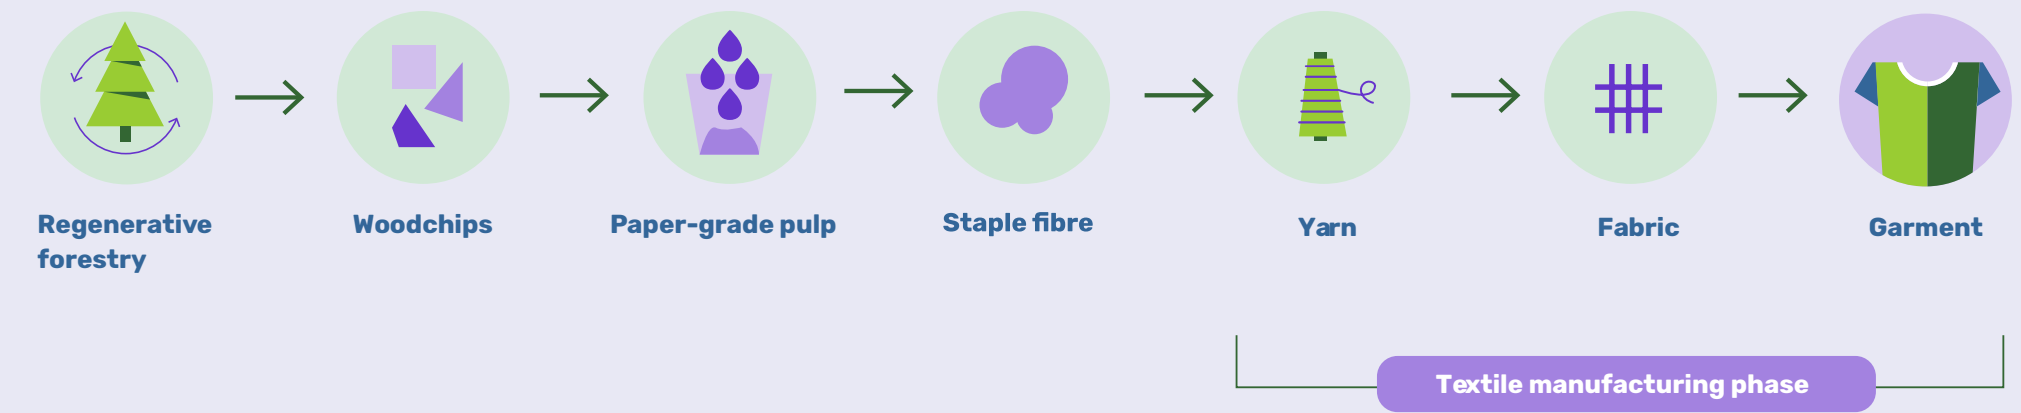 Regenerative
forestry
Woodchips
Paper-grade pulp
Staple fibre
Yarn
Fabric
Garment
Textile manufacturing phase